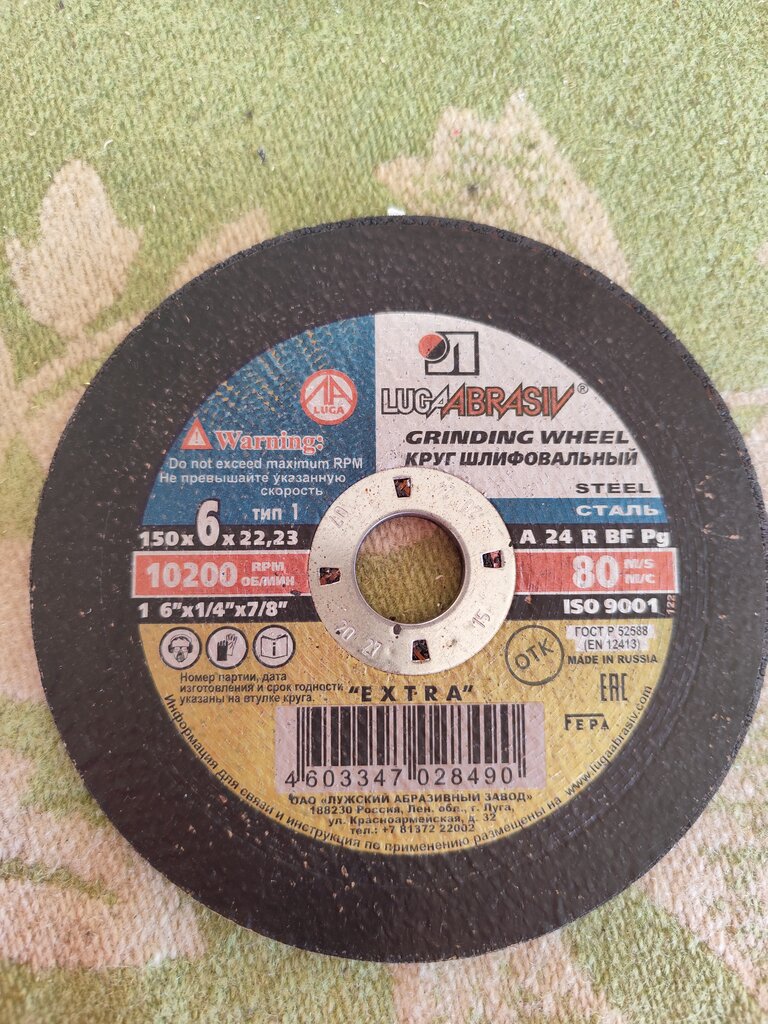 LUGA
LUGAABRASIV®
GRINDING WHEEL
КРУГ ШЛИФОВАЛЬНЫЙ
STEEL
СТАЛЬ
Warning:
Do not exceed maximum RPM
Не превышайте указанную
скорость
тип 1
150 x 6 x 22,23
A 24 R BF Pg
10200 RPM
ОБ/МИН
80 M/S
М/С
1 6"x1/4"x7/8"
ISO 9001
20 27
15
ОТК
ГОСТ Р 52588
(EN 12413)
MADE IN RUSSIA
EAC
FEPA
Номер партии, дата
изготовления и срок годности
указаны на втулке круга.
"EXTRA"
4 603347 028490
ОАО «ЛУЖСКИЙ АБРАЗИВНЫЙ ЗАВОД»
188230 Россия, Лен. обл., г. Луга,
ул. Красноармейская, д. 32
тел.: +7 81372 22002
Информация для связи и инструкция по применению размещены на www.lugaabrasiv.com